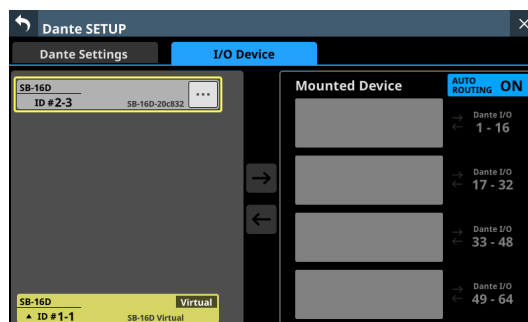 Dante SETUP
Dante Settings
I/O Device
SB-16D
ID #2-3
SB-16D-20c832
...
Mounted Device
AUTO ROUTING ON
Dante I/O
1 - 16
Dante I/O
17 - 32
Dante I/O
33 - 48
Dante I/O
49 - 64
SB-16D
Virtual
ID #1-1
SB-16D Virtual